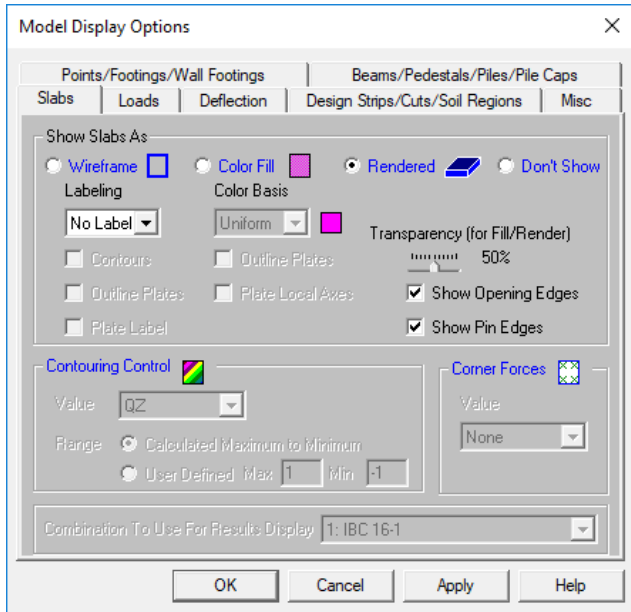 Model Display Options
Points/Footings/Wall Footings Beams/Pedestals/Piles/Pile Caps
Slabs Loads Deflection Design Strips/Cuts/Soil Regions Misc
Show Slabs As
Wireframe Color Fill Rendered Don't Show
Labeling Color Basis
No Label Uniform Transparency (for Fill/Render)
Contours Outline Plates 50%
Outline Plates Plate Local Axes Show Opening Edges
Plate Label Show Pin Edges
Contouring Control Corner Forces
Value QZ Value
Range Calculated Maximum to Minimum None
User Defined Max 1 Min -1
Combination To Use For Results Display 1: IBC 16-1
OK Cancel Apply Help